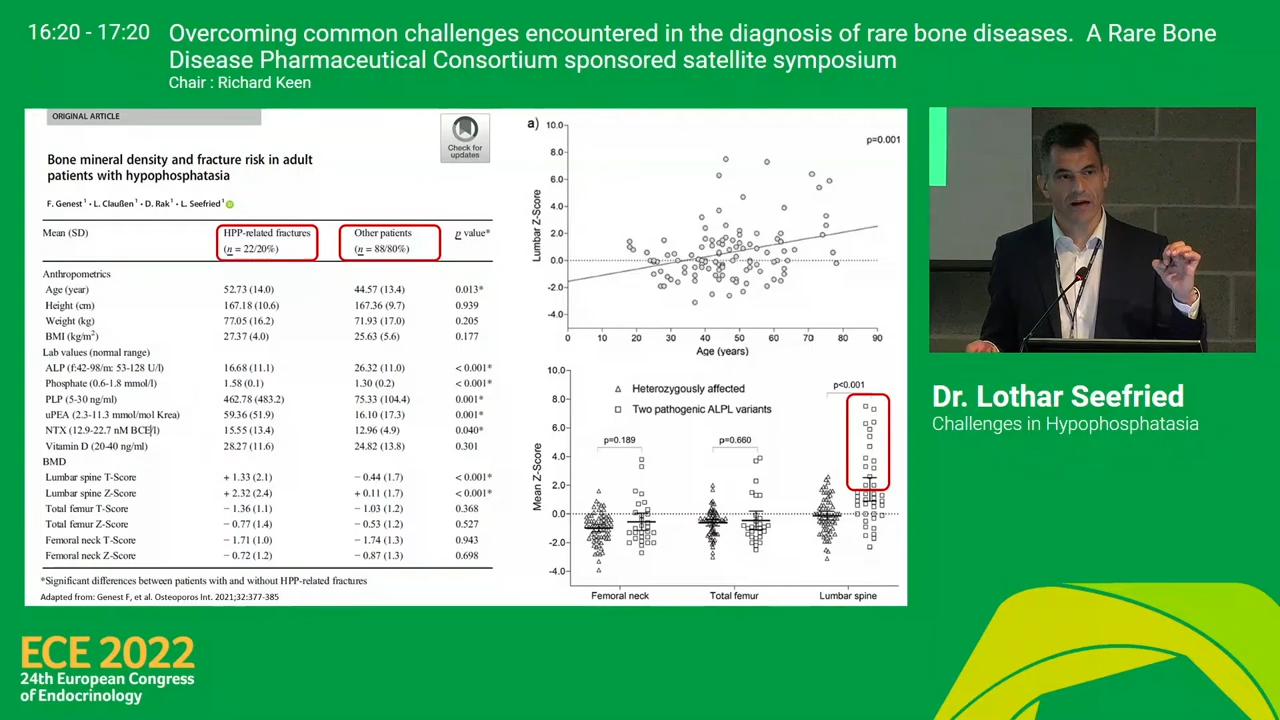 16:20 - 17:20
Overcoming common challenges encountered in the diagnosis of rare bone diseases. A Rare Bone
Disease Pharmaceutical Consortium sponsored satellite symposium
Chair : Richard Keen
ORIGINAL ARTICLE
Check for
updates
Bone mineral density and fracture risk in adult
patients with hypophosphatasia
F. Genest 1 • L. Claußen 1 • D. Rak 1 • L. Seefried 1
Mean (SD) HPP-related fractures Other patients p value*
(n = 22/20%) (n = 88/80%)
Anthropometrics
Age (year) 52.73 (14.0) 44.57 (13.4) 0.013*
Height (cm) 167.18 (10.6) 167.36 (9.7) 0.939
Weight (kg) 77.05 (16.2) 71.93 (17.0) 0.205
BMI (kg/m2) 27.37 (4.0) 25.63 (5.6) 0.177
Lab values (normal range)
ALP (f:42-98/m: 53-128 U/l) 16.68 (11.1) 26.32 (11.0) < 0.001*
Phosphate (0.6-1.8 mmol/l) 1.58 (0.1) 1.30 (0.2) < 0.001*
PLP (5-30 ng/ml) 462.78 (483.2) 75.33 (104.4) 0.001*
uPEA (2.3-11.3 mmol/mol Krea) 59.36 (51.9) 16.10 (17.3) 0.001*
NTX (12.9-22.7 nM BCE/l) 15.55 (13.4) 12.96 (4.9) 0.040*
Vitamin D (20-40 ng/ml) 28.27 (11.6) 24.82 (13.8) 0.301
BMD
Lumbar spine T-Score + 1.33 (2.1) − 0.44 (1.7) < 0.001*
Lumbar spine Z-Score + 2.32 (2.4) + 0.11 (1.7) < 0.001*
Total femur T-Score − 1.36 (1.1) − 1.03 (1.2) 0.368
Total femur Z-Score − 0.77 (1.4) − 0.53 (1.2) 0.527
Femoral neck T-Score − 1.71 (1.0) − 1.74 (1.3) 0.943
Femoral neck Z-Score − 0.72 (1.2) − 0.87 (1.3) 0.698
*Significant differences between patients with and without HPP-related fractures
Adapted from: Genest F, et al. Osteoporos Int. 2021;32:377-385
a)
p=0.001
Lumbar Z-Score
10.0
8.0
6.0
4.0
2.0
0.0
-2.0
-4.0
0 10 20 30 40 50 60 70 80 90
Age (years)
Mean Z-Score
10.0
8.0
6.0
4.0
2.0
0.0
-2.0
-4.0
Heterozygously affected
Two pathogenic ALPL variants
p=0.189
p=0.660
p<0.001
Femoral neck Total femur Lumbar spine
Dr. Lothar Seefried
Challenges in Hypophosphatasia
ECE 2022
24th European Congress
of Endocrinology